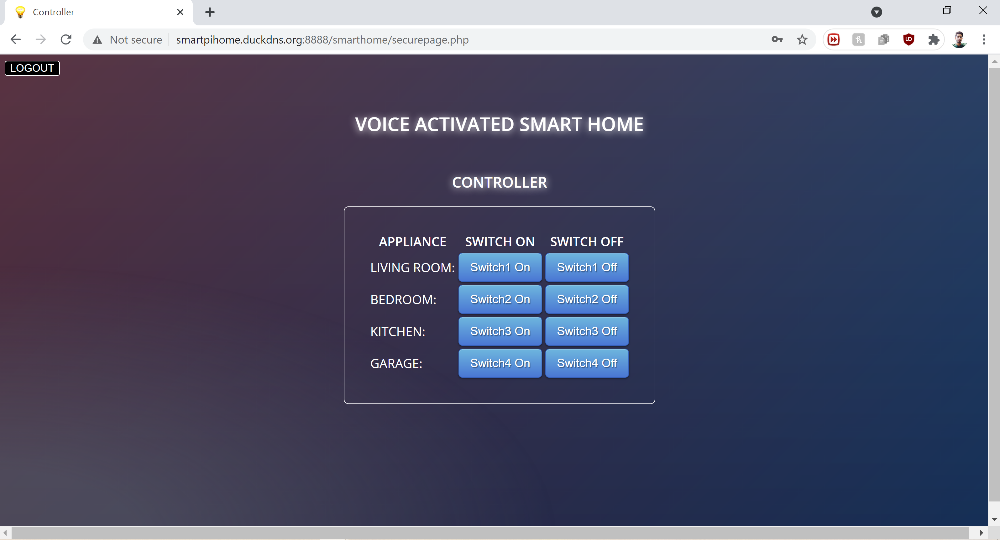 Controller
Not secure smartpihome.duckdns.org:8888/smarthome/securepage.php
LOGOUT
VOICE ACTIVATED SMART HOME
CONTROLLER
APPLIANCE SWITCH ON SWITCH OFF
LIVING ROOM: Switch1 On Switch1 Off
BEDROOM: Switch2 On Switch2 Off
KITCHEN: Switch3 On Switch3 Off
GARAGE: Switch4 On Switch4 Off